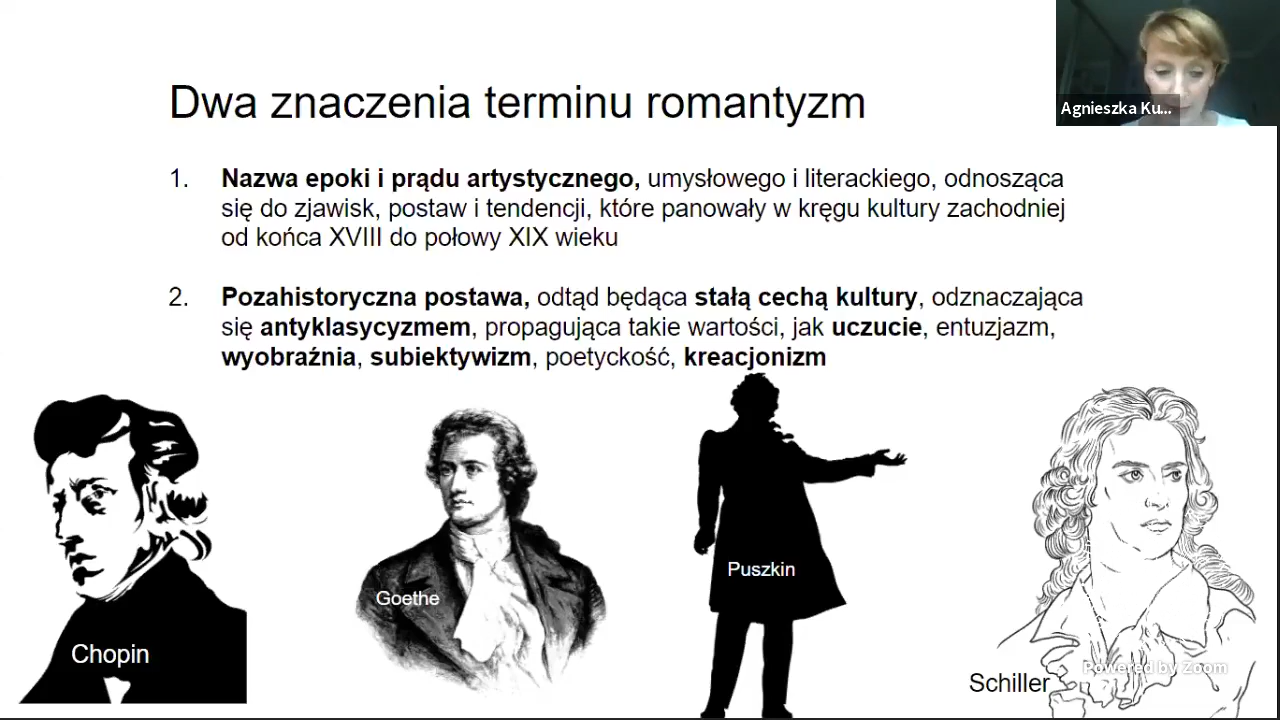 Dwa znaczenia terminu romantyzm
Agnieszka Ku...
1. Nazwa epoki i prądu artystycznego, umysłowego i literackiego, odnosząca
się do zjawisk, postaw i tendencji, które panowały w kręgu kultury zachodniej
od końca XVIII do połowy XIX wieku
2. Pozahistoryczna postawa, odtąd będąca stałą cechą kultury, odznaczająca
się antyklasycyzmem, propagująca takie wartości, jak uczucie, entuzjazm,
wyobraźnia, subiektywizm, poetyckość, kreacjonizm
Chopin
Goethe
Puszkin
Schiller
Powered by Zoom